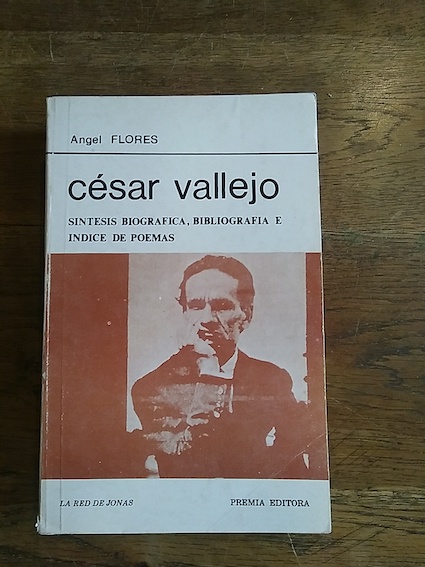 Angel FLORES
césar vallejo
SINTESIS BIOGRAFICA, BIBLIOGRAFIA E
INDICE DE POEMAS
LA RED DE JONAS PREMIA EDITORA